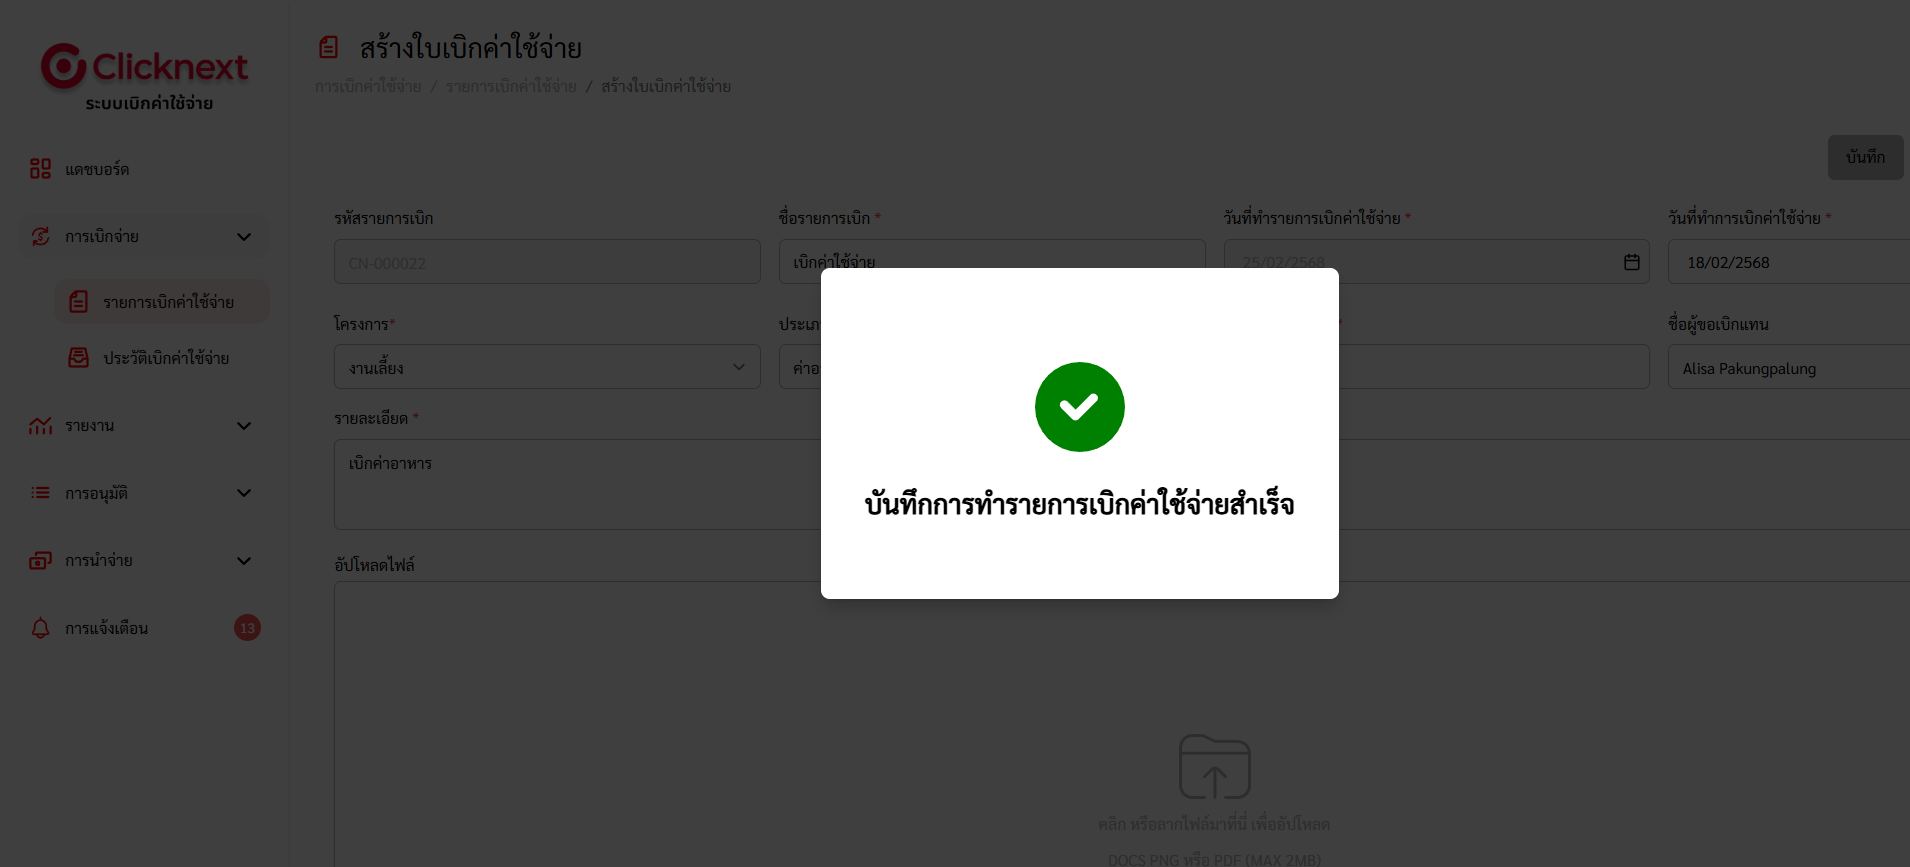 Clicknext
ระบบเบิกค่าใช้จ่าย
แดชบอร์ด
การเบิกจ่าย
รายการเบิกค่าใช้จ่าย
ประวัติเบิกค่าใช้จ่าย
รายงาน
การอนุมัติ
การนำจ่าย
การแจ้งเตือน
13
สร้างใบเบิกค่าใช้จ่าย
การเบิกค่าใช้จ่าย / รายการเบิกค่าใช้จ่าย / สร้างใบเบิกค่าใช้จ่าย
บันทึก
รหัสรายการเบิก
CN-000022
ชื่อรายการเบิก *
เบิกค่าใช้จ่าย
วันที่ทำรายการเบิกค่าใช้จ่าย *
25/02/2568
วันที่ทำการเบิกค่าใช้จ่าย *
18/02/2568
โครงการ*
งานเลี้ยง
ประเภ
ค่าอ
*
ชื่อผู้ขอเบิกแทน
Alisa Pakungpalung
รายละเอียด *
เบิกค่าอาหาร
อัปโหลดไฟล์
คลิก หรือลากไฟล์มาที่นี่ เพื่ออัปโหลด
DOCS PNG หรือ PDF (MAX 2MB)
บันทึกการทำรายการเบิกค่าใช้จ่ายสำเร็จ